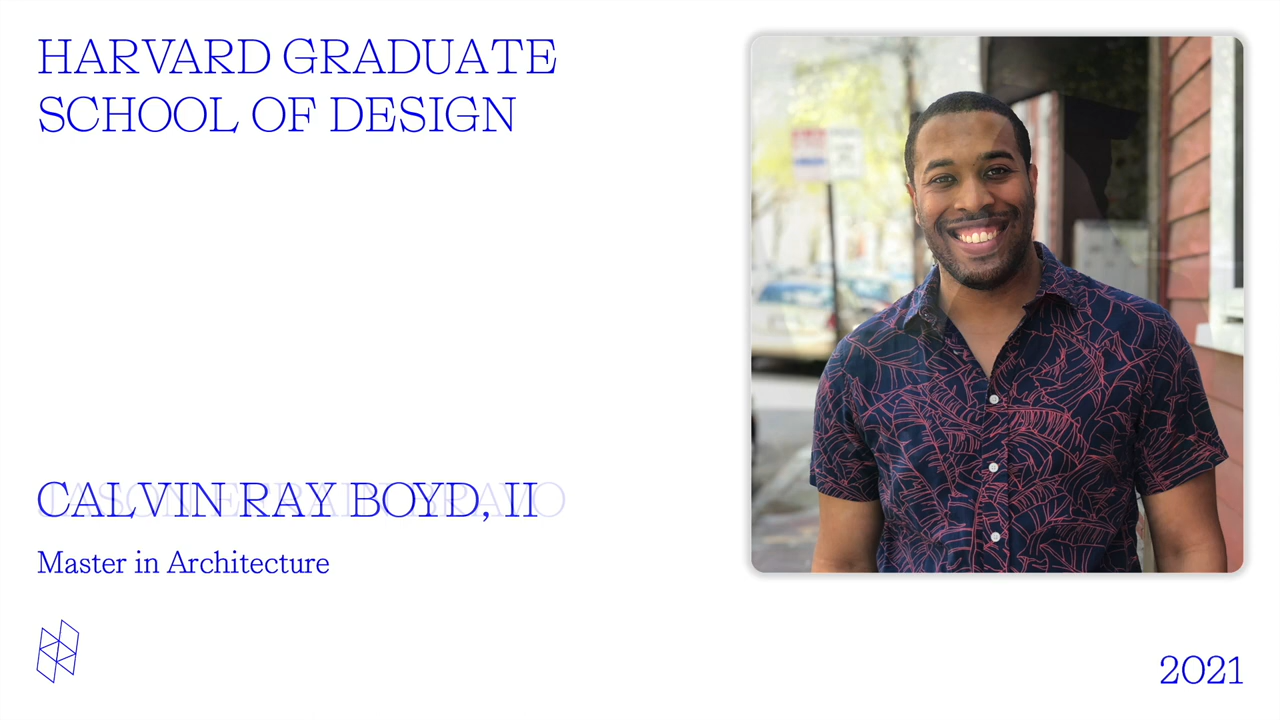 HARVARD GRADUATE
SCHOOL OF DESIGN
CALVIN RAY BOYD, II
Master in Architecture
2021